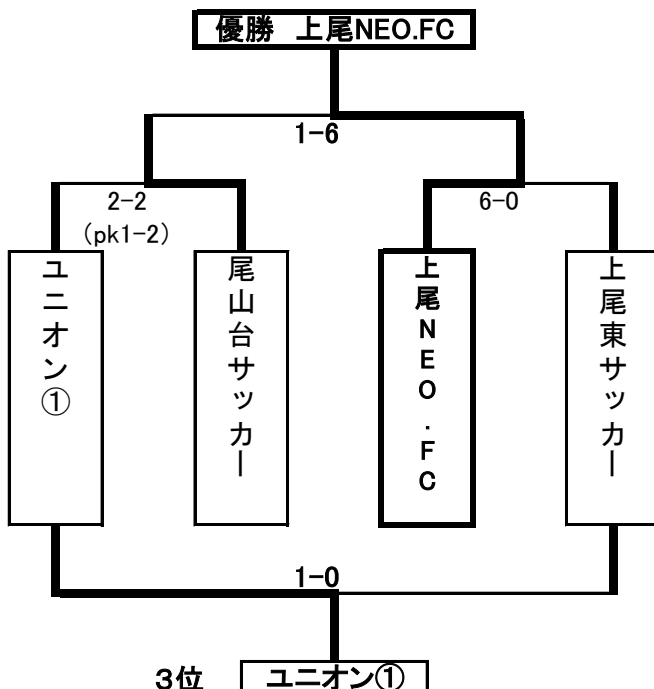 優勝 上尾NEO.FC
1-6
2-2
(pk1-2)
6-0
ユニオン①
尾山台サッカー
上尾NEO.FC
上尾東サッカー
1-0
3位
ユニオン①